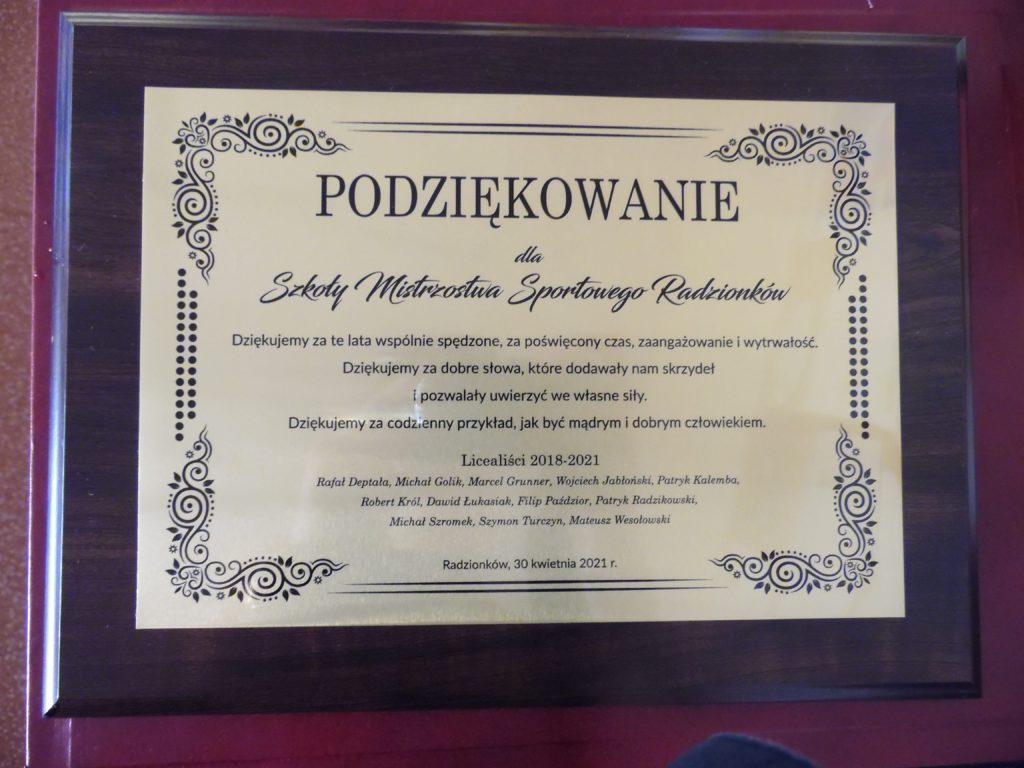 PODZIĘKOWANIE
dla
Szkoły Mistrzostwa Sportowego Radzionków
Dziękujemy za te lata wspólnie spędzone, za poświęcony czas, zaangażowanie i wytrwałość.
Dziękujemy za dobre słowa, które dodawały nam skrzydeł
i pozwalały uwierzyć we własne siły.
Dziękujemy za codzienny przykład, jak być mądrym i dobrym człowiekiem.
Licealiści 2018-2021
Rafał Deptała, Michał Golik, Marcel Grunner, Wojciech Jabłoński, Patryk Kalemba,
Robert Król, Dawid Łukasiak, Filip Paździor, Patryk Radzikowski,
Michał Szromek, Szymon Turczyn, Mateusz Wesołowski
Radzionków, 30 kwietnia 2021 r.